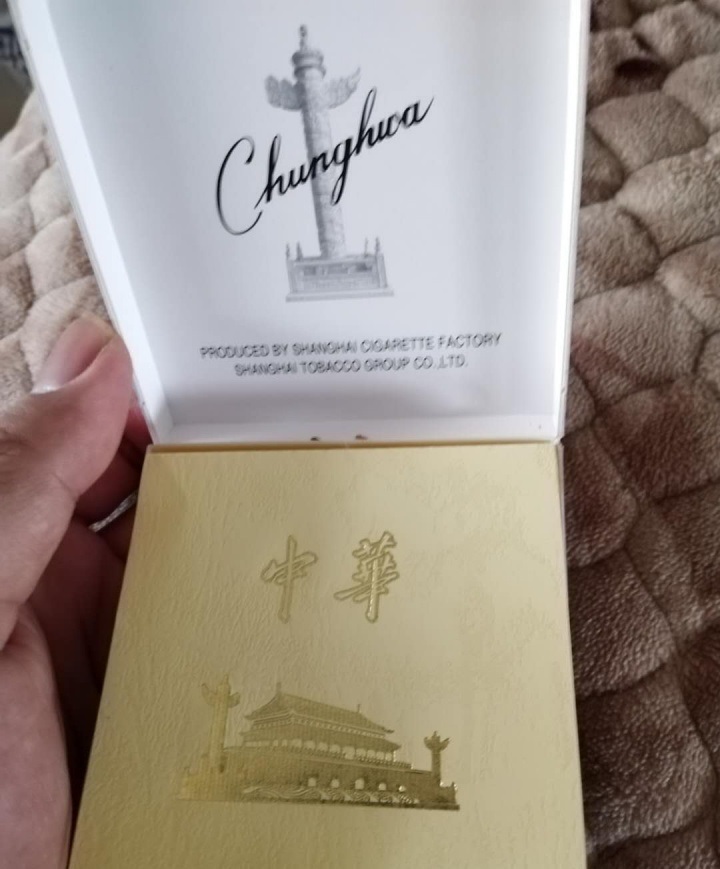 Chunghwa
PRODUCED BY SHANGHAI CIGARETTE FACTORY
SHANGHAI TOBACCO GROUP CO.,LTD.
中華